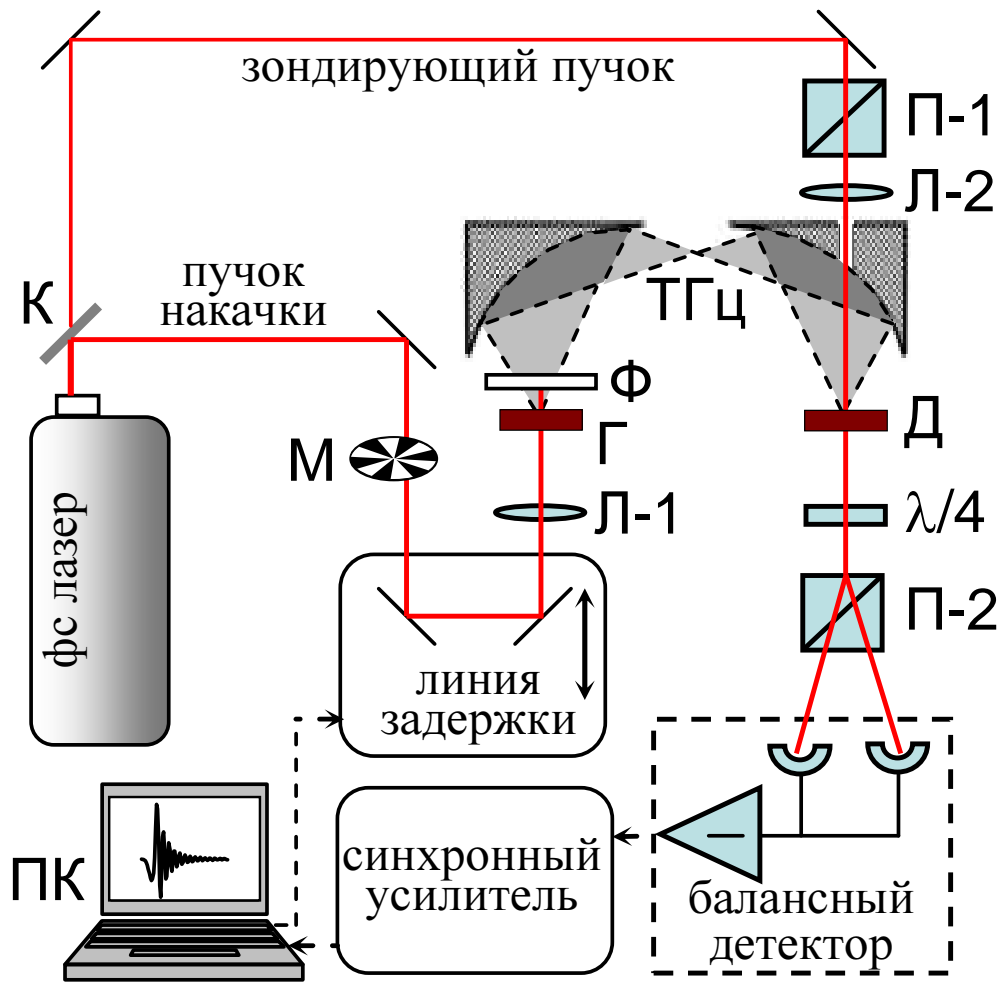 зондирующий пучок
П-1
Л-2
пучок
накачки
К
ТГц
Ф
М
Г
Д
Л-1
λ/4
фс лазер
П-2
линия
задержки
ПК
синхронный
усилитель
балансный
детектор